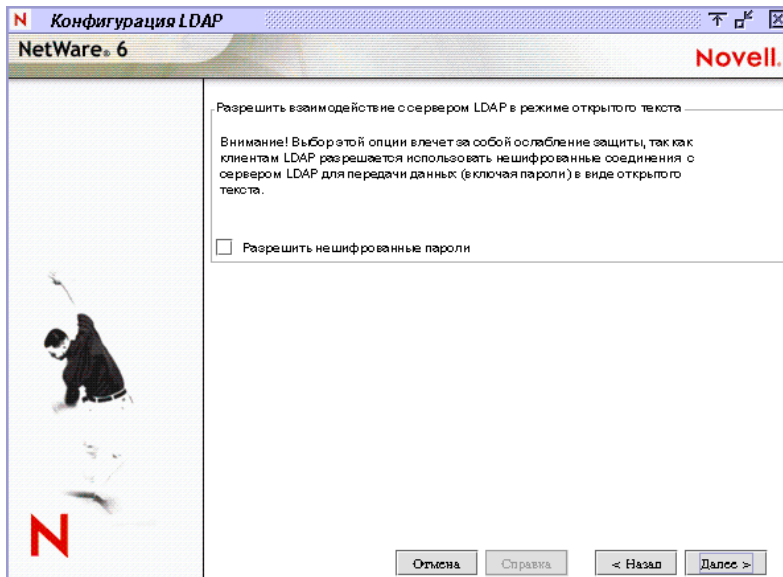 N Конфигурация LDAP
NetWare® 6
Novell.
Разрешить взаимодействие с сервером LDAP в режиме открытого текста
Внимание! Выбор этой опции влечет за собой ослабление защиты, так как
клиентам LDAP разрешается использовать нешифрованные соединения с
сервером LDAP для передачи данных (включая пароли) в виде открытого
текста.
Разрешить нешифрованные пароли
N
Отмена Справка < Назад Далее >